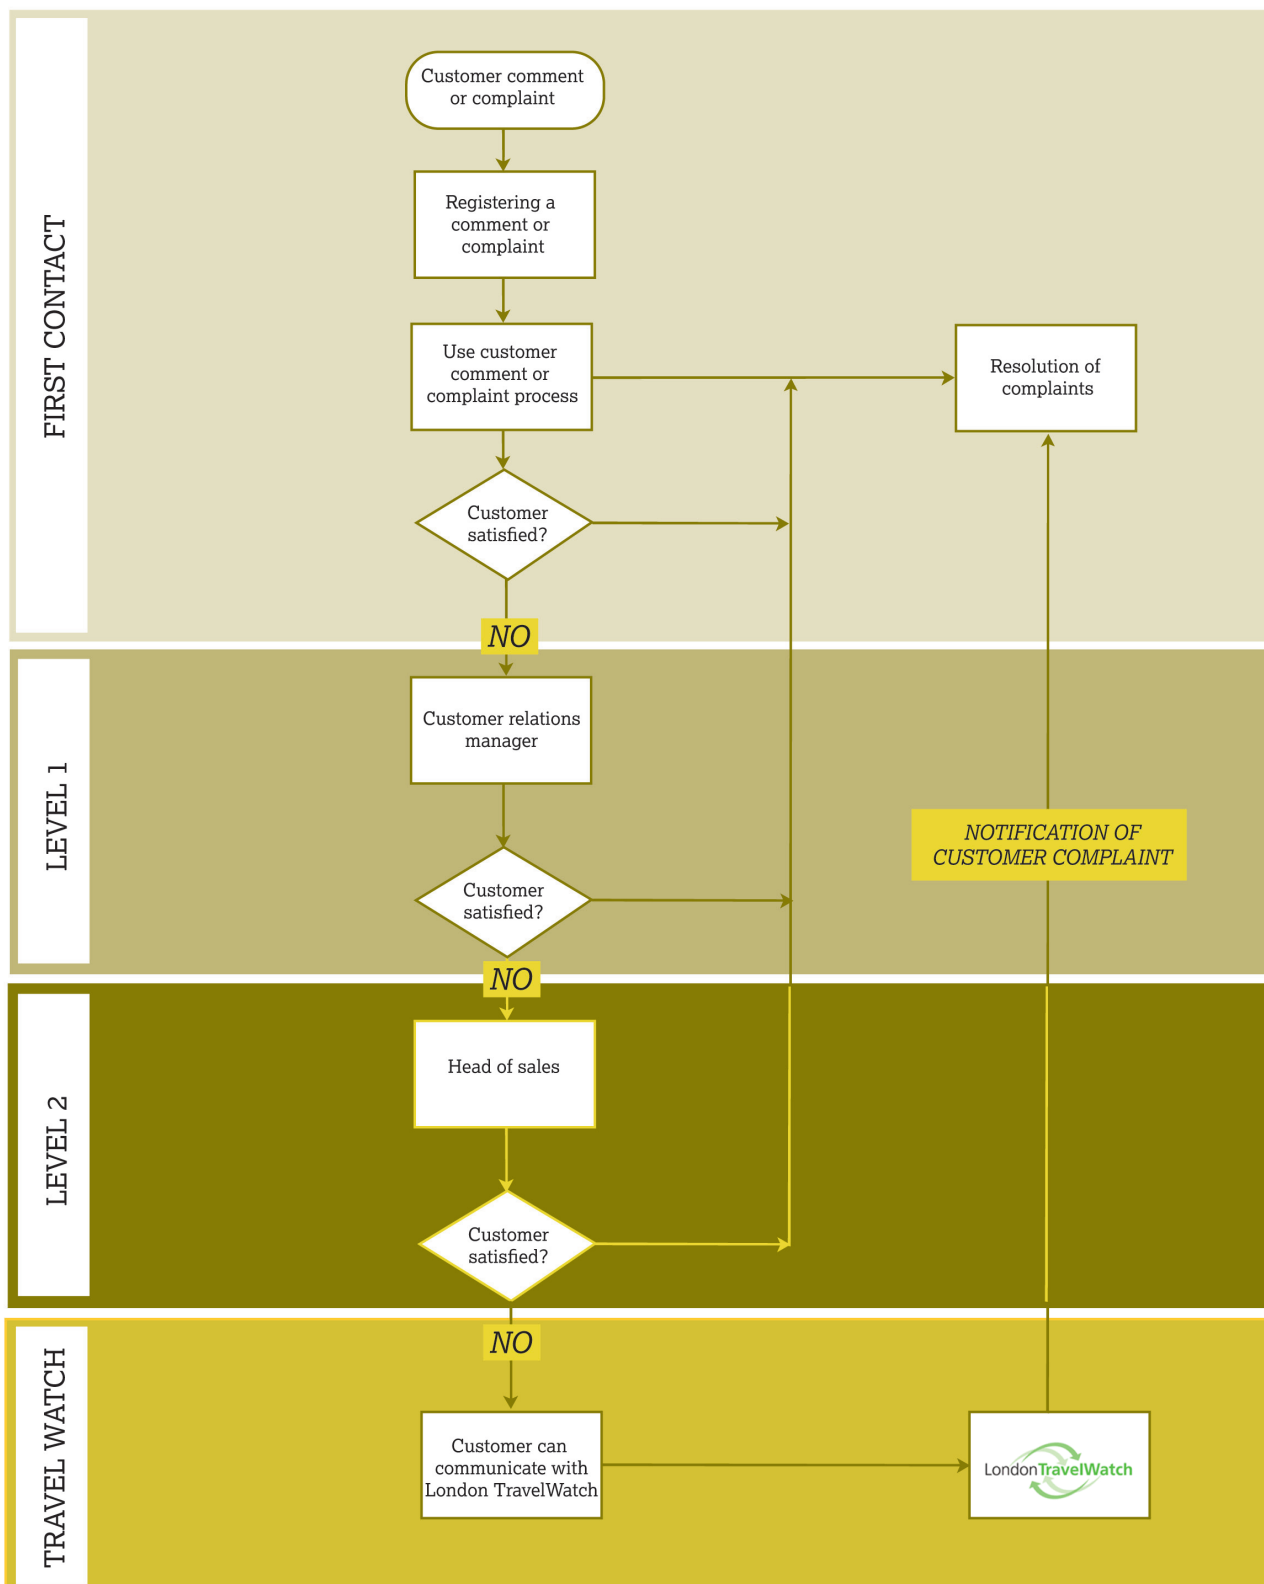 FIRST CONTACT
Customer comment
or complaint
Registering a
comment or
complaint
Use customer
comment or
complaint process
Resolution of
complaints
Customer
satisfied?
NO
LEVEL 1
Customer relations
manager
NOTIFICATION OF
CUSTOMER COMPLAINT
Customer
satisfied?
NO
LEVEL 2
Head of sales
Customer
satisfied?
NO
TRAVEL WATCH
Customer can
communicate with
London TravelWatch
LondonTravelWatch